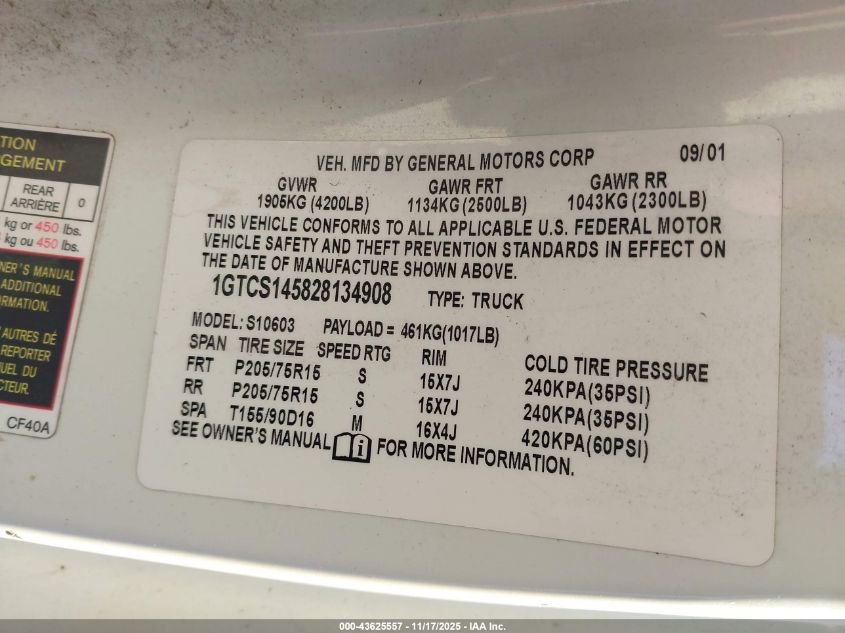 TION
GEMENT
REAR
ARRIÈRE
0
kg or 450 lbs.
kg ou 450 lbs.
NER'S MANUAL
ADDITIONAL
RMATION.
AUTRES DÉ
REPORTER
UEL DU
CTEUR.
CF40A
VEH. MFD BY GENERAL MOTORS CORP 09/01
GVWR GAWR FRT GAWR RR
1905KG (4200LB) 1134KG (2500LB) 1043KG (2300LB)
THIS VEHICLE CONFORMS TO ALL APPLICABLE U.S. FEDERAL MOTOR
VEHICLE SAFETY AND THEFT PREVENTION STANDARDS IN EFFECT ON
THE DATE OF MANUFACTURE SHOWN ABOVE.
1GTCS145828134908 TYPE: TRUCK
MODEL: S10603 PAYLOAD = 461KG(1017LB)
SPAN TIRE SIZE SPEED RTG RIM COLD TIRE PRESSURE
FRT P205/75R15 S 15X7J 240KPA(35PSI)
RR P205/75R15 S 15X7J 240KPA(35PSI)
SPA T155/90D16 M 16X4J 420KPA(60PSI)
SEE OWNER'S MANUAL i FOR MORE INFORMATION.
000-43625557 - 11/17/2025 - IAA Inc.